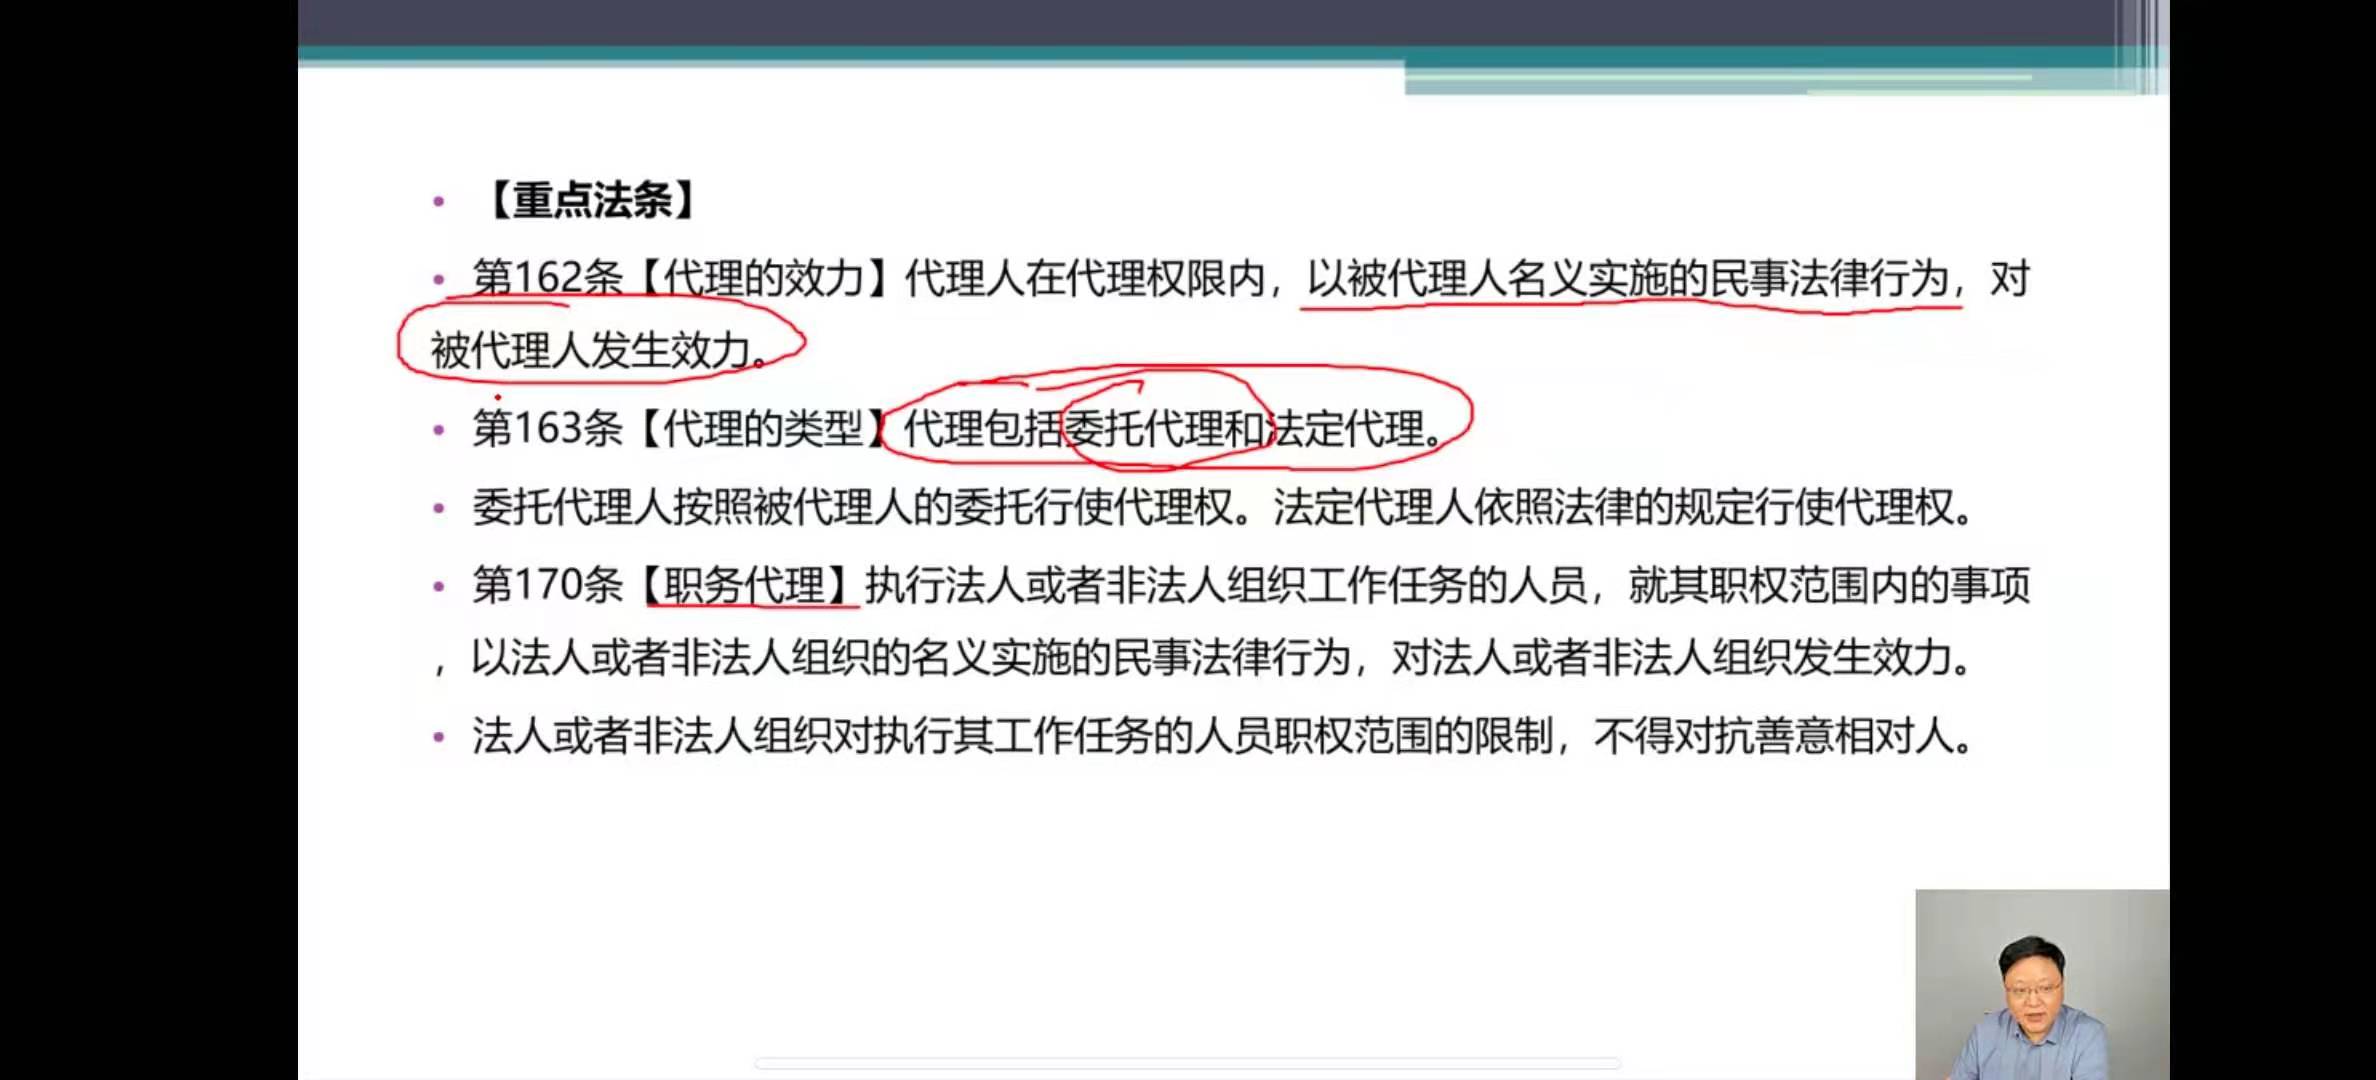 【重点法条】
第162条【代理的效力】代理人在代理权限内，以被代理人名义实施的民事法律行为，对
被代理人发生效力。
第163条【代理的类型】代理包括委托代理和法定代理。
委托代理人按照被代理人的委托行使代理权。法定代理人依照法律的规定行使代理权。
第170条【职务代理】执行法人或者非法人组织工作任务的人员，就其职权范围内的事项
，以法人或者非法人组织的名义实施的民事法律行为，对法人或者非法人组织发生效力。
法人或者非法人组织对执行其工作任务的人员职权范围的限制，不得对抗善意相对人。